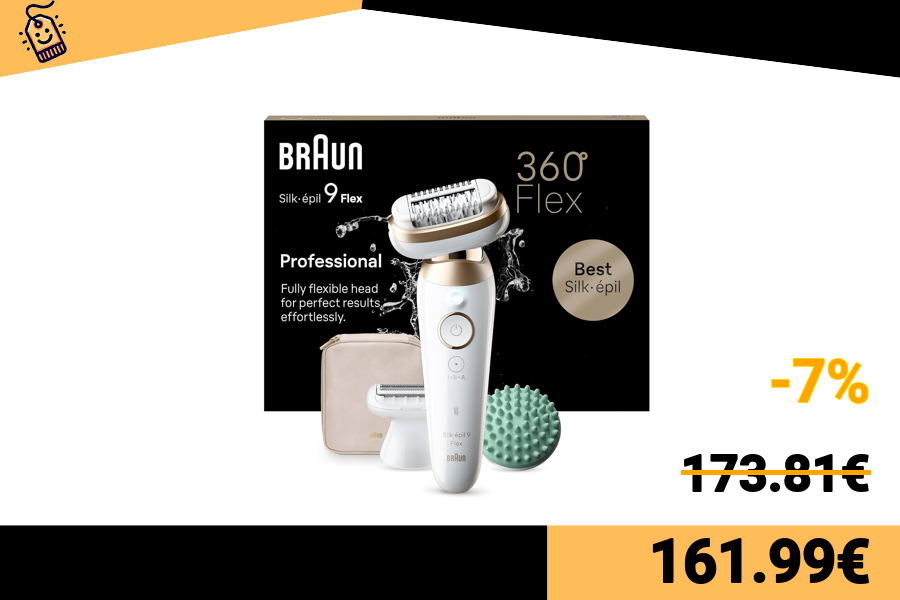 BRAUN
Silk·épil 9 Flex
360°
Flex
Professional
Fully flexible head
for perfect results,
effortlessly.
Best
Silk·épil
Silk·épil 9
Flex
BRAUN
-7%
173.81€
161.99€